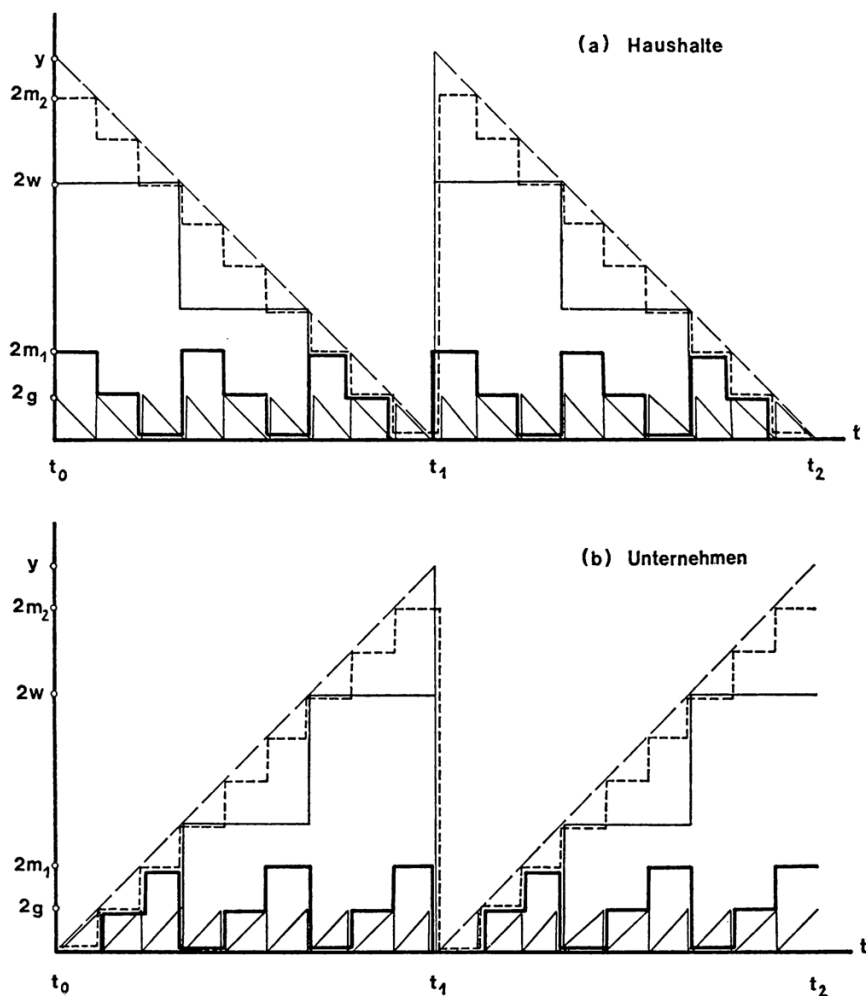 (a) Haushalte
y
2m₂
2w
2m₁
2g
t
t₀ t₁ t₂
(b) Unternehmen
y
2m₂
2w
2m₁
2g
t
t₀ t₁ t₂